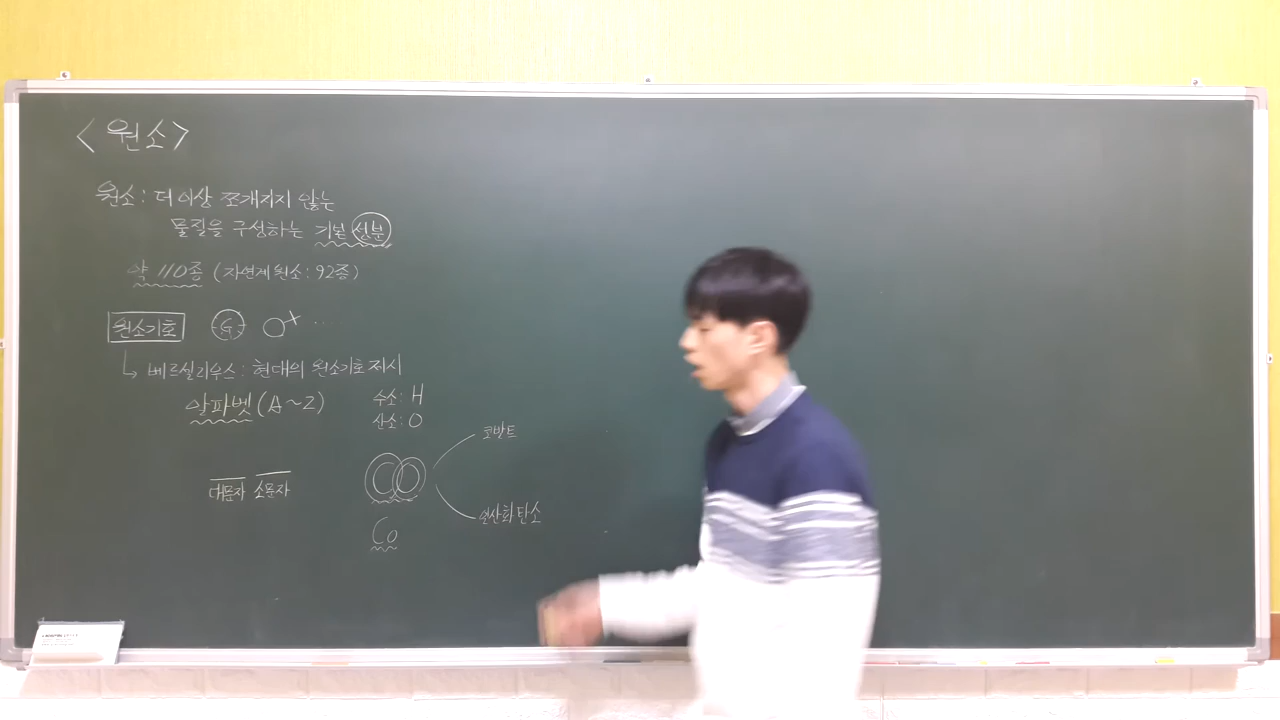 <원소>
원소: 더 이상 쪼개지지 않는
물질을 구성하는 기본 성분
약 110종 (자연계 원소: 92종)
원소기호 G ...
베르셀리우스: 현대의 원소기호 제시
알파벳 (A~Z)
수소: H
산소: O
대문자 소문자
CO
코발트
일산화탄소
Co